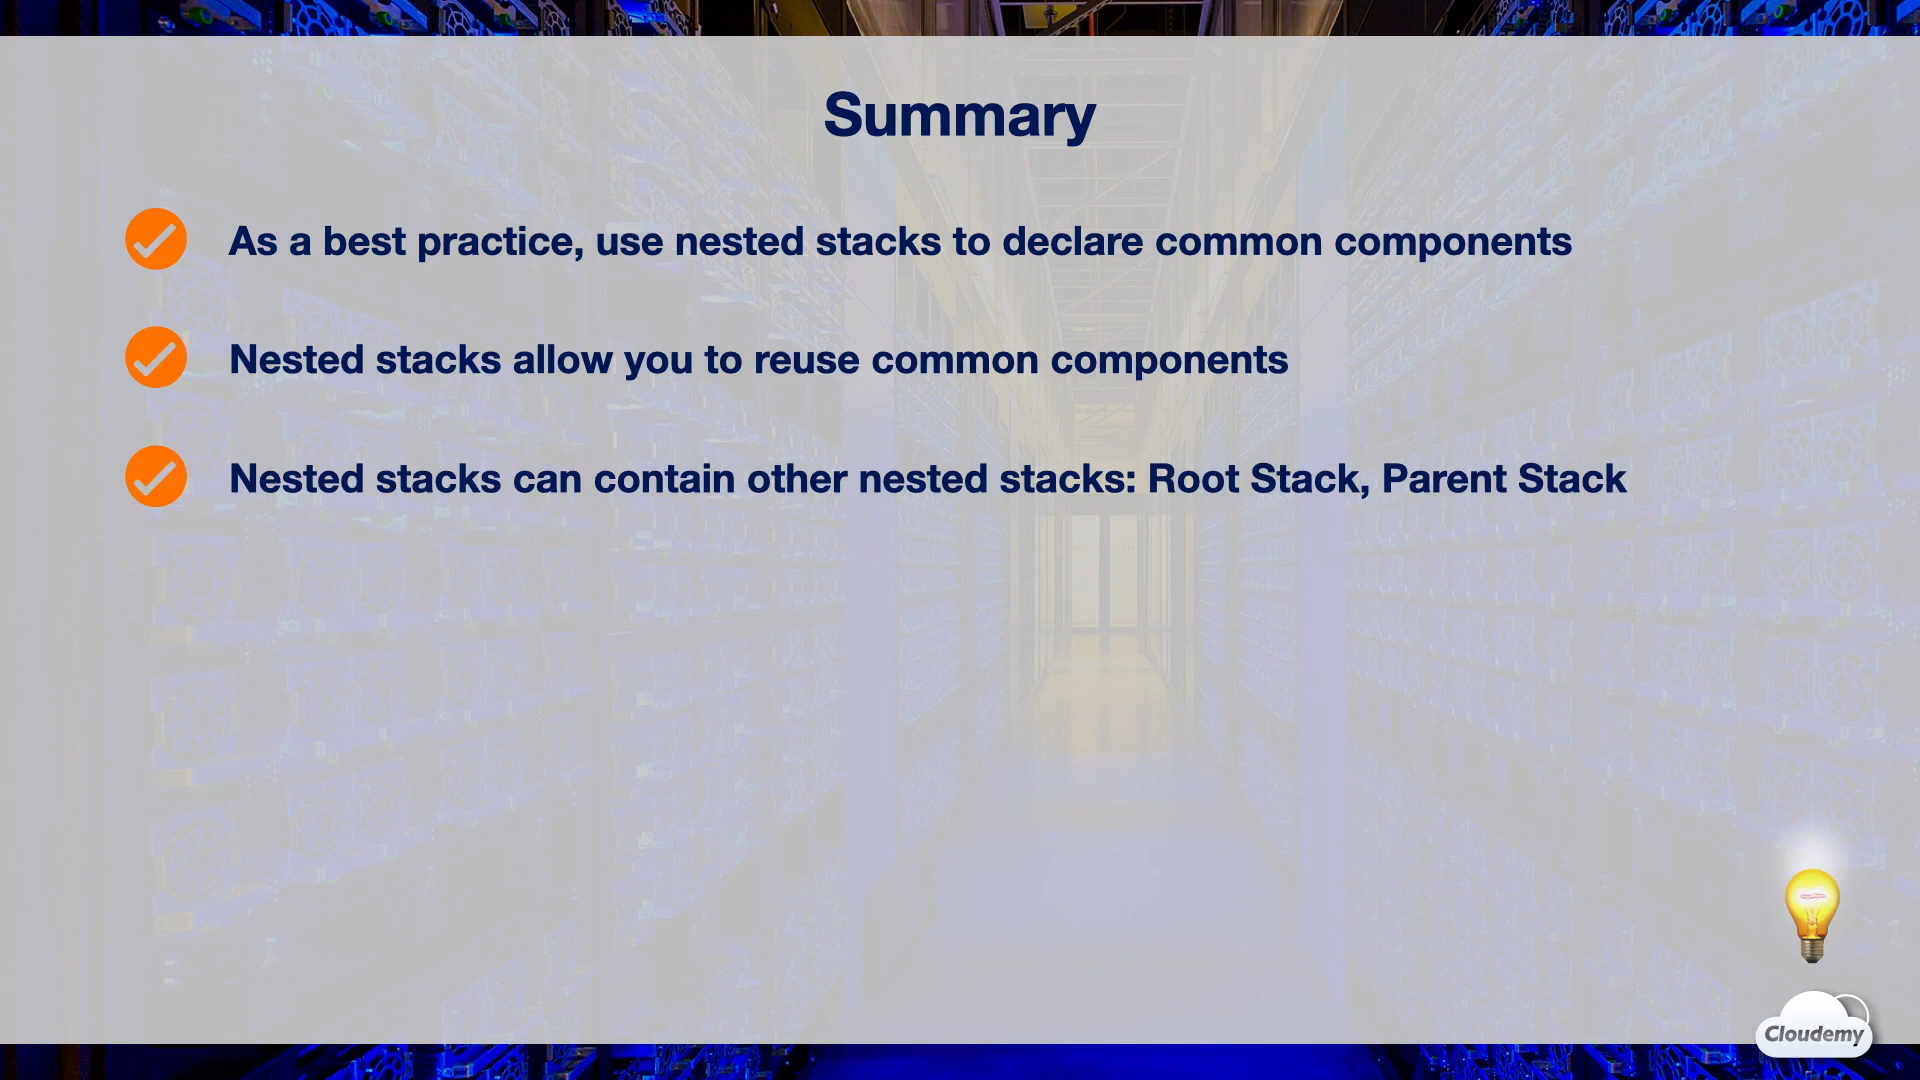 Summary
As a best practice, use nested stacks to declare common components
Nested stacks allow you to reuse common components
Nested stacks can contain other nested stacks: Root Stack, Parent Stack
Cloudemy